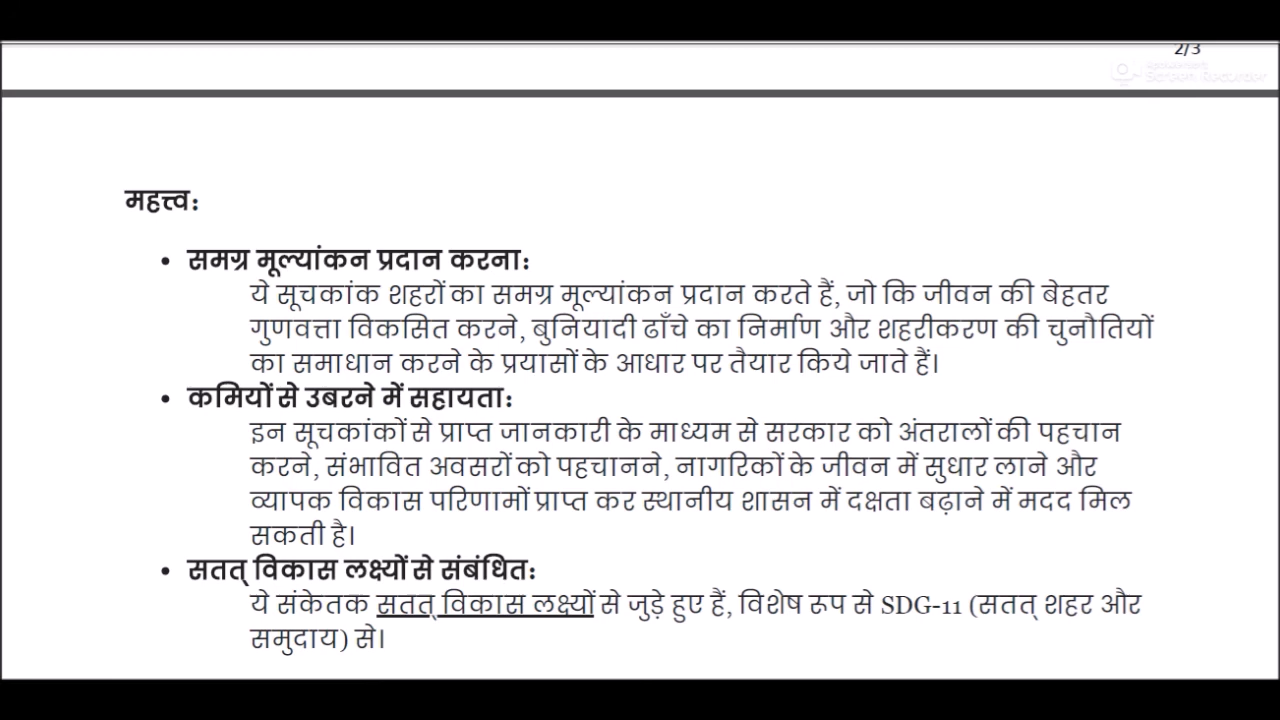 2/3
Screen Recorder
महत्त्व:
• समग्र मूल्यांकन प्रदान करना:
ये सूचकांक शहरों का समग्र मूल्यांकन प्रदान करते हैं, जो कि जीवन की बेहतर
गुणवत्ता विकसित करने, बुनियादी ढाँचे का निर्माण और शहरीकरण की चुनौतियों
का समाधान करने के प्रयासों के आधार पर तैयार किये जाते हैं।
• कमियों से उबरने में सहायता:
इन सूचकांकों से प्राप्त जानकारी के माध्यम से सरकार को अंतरालों की पहचान
करने, संभावित अवसरों को पहचानने, नागरिकों के जीवन में सुधार लाने और
व्यापक विकास परिणामों प्राप्त कर स्थानीय शासन में दक्षता बढ़ाने में मदद मिल
सकती है।
• सतत् विकास लक्ष्यों से संबंधित:
ये संकेतक सतत् विकास लक्ष्यों से जुड़े हुए हैं, विशेष रूप से SDG-11 (सतत् शहर और
समुदाय) से।